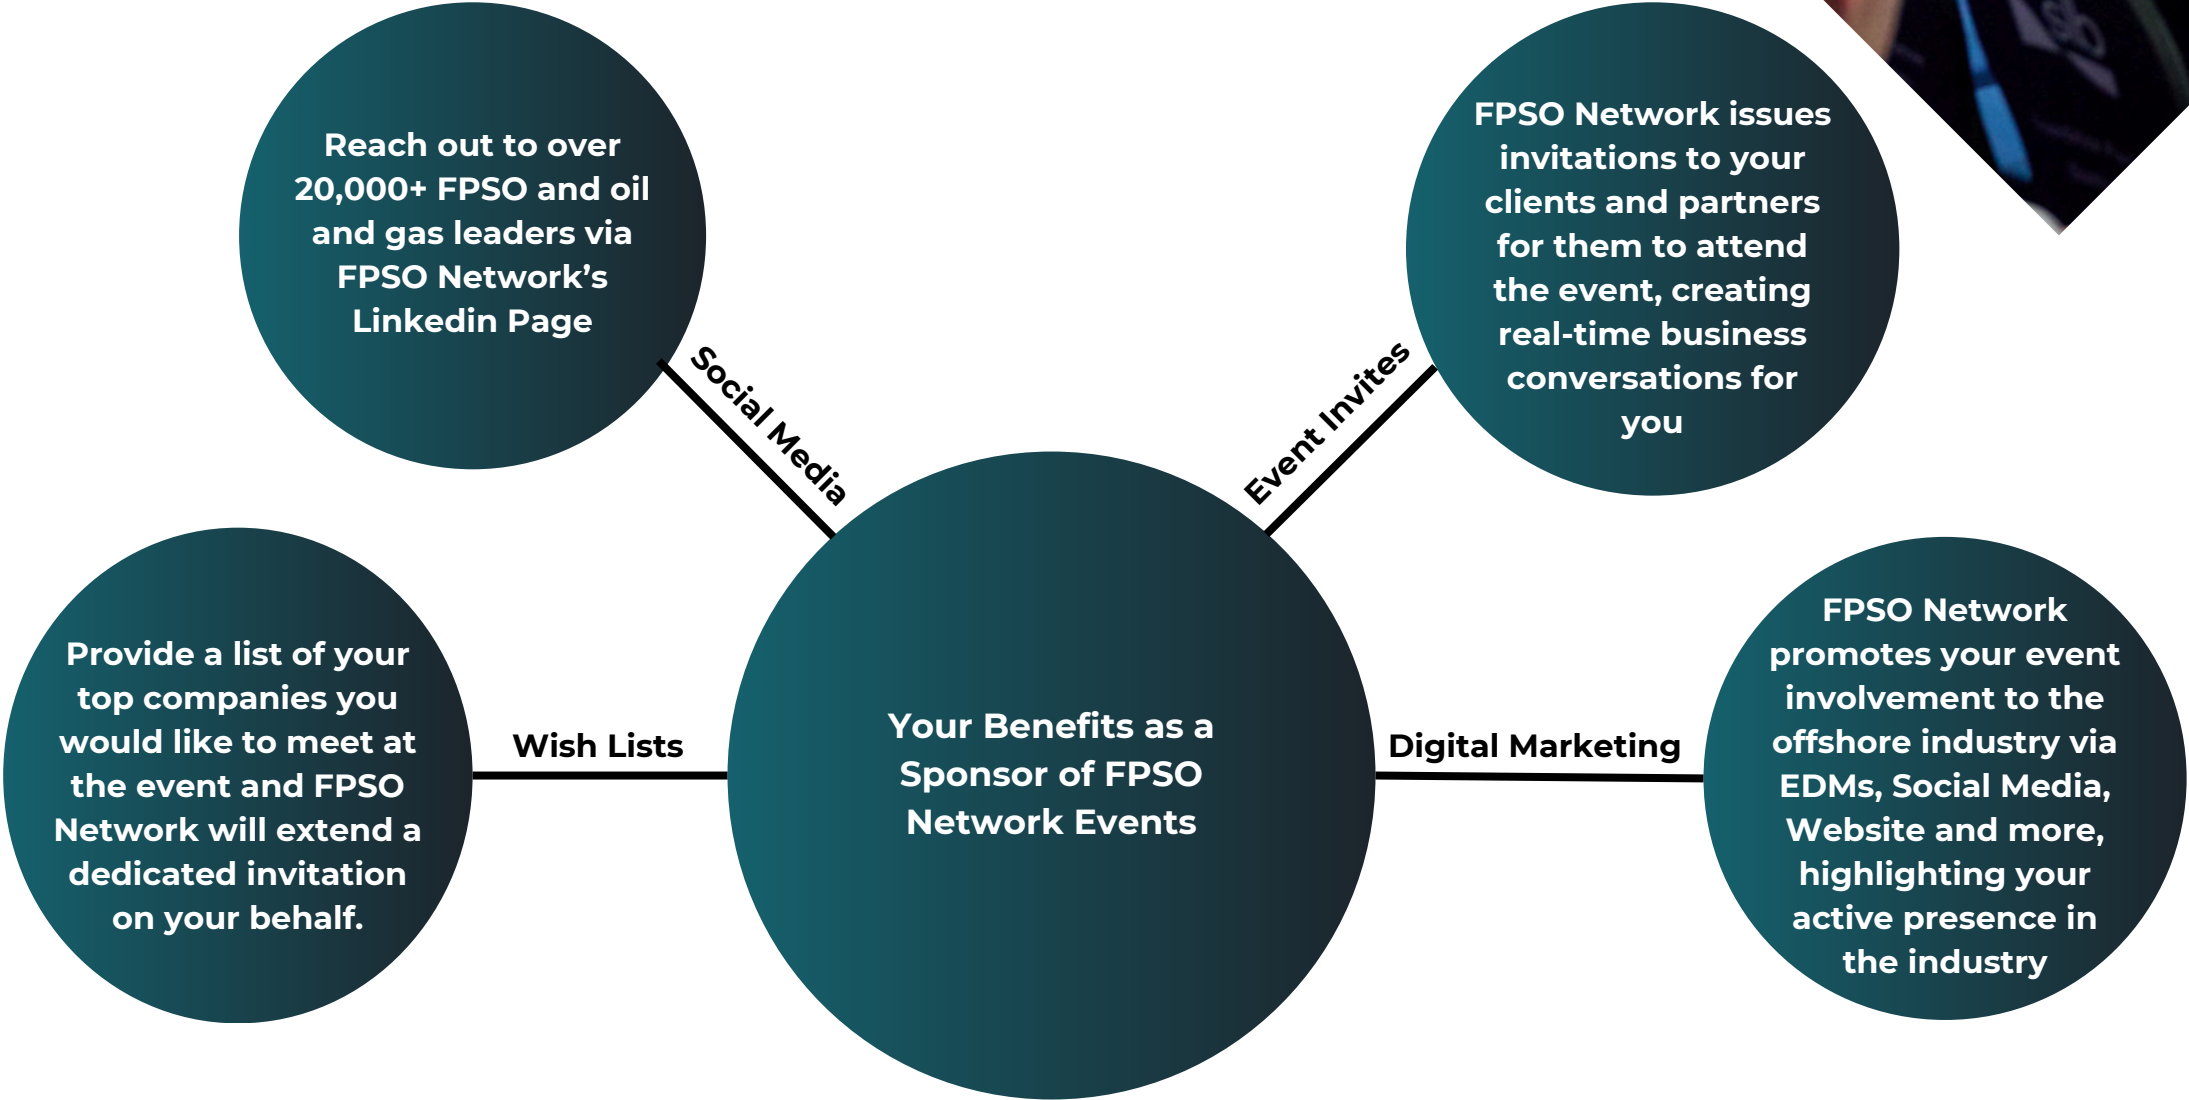 Reach out to over
20,000+ FPSO and oil
and gas leaders via
FPSO Network’s
Linkedin Page
Social Media
FPSO Network issues
invitations to your
clients and partners
for them to attend
the event, creating
real-time business
conversations for
you
Event Invites
Provide a list of your
top companies you
would like to meet at
the event and FPSO
Network will extend a
dedicated invitation
on your behalf.
Wish Lists
Your Benefits as a
Sponsor of FPSO
Network Events
Digital Marketing
FPSO Network
promotes your event
involvement to the
offshore industry via
EDMs, Social Media,
Website and more,
highlighting your
active presence in
the industry